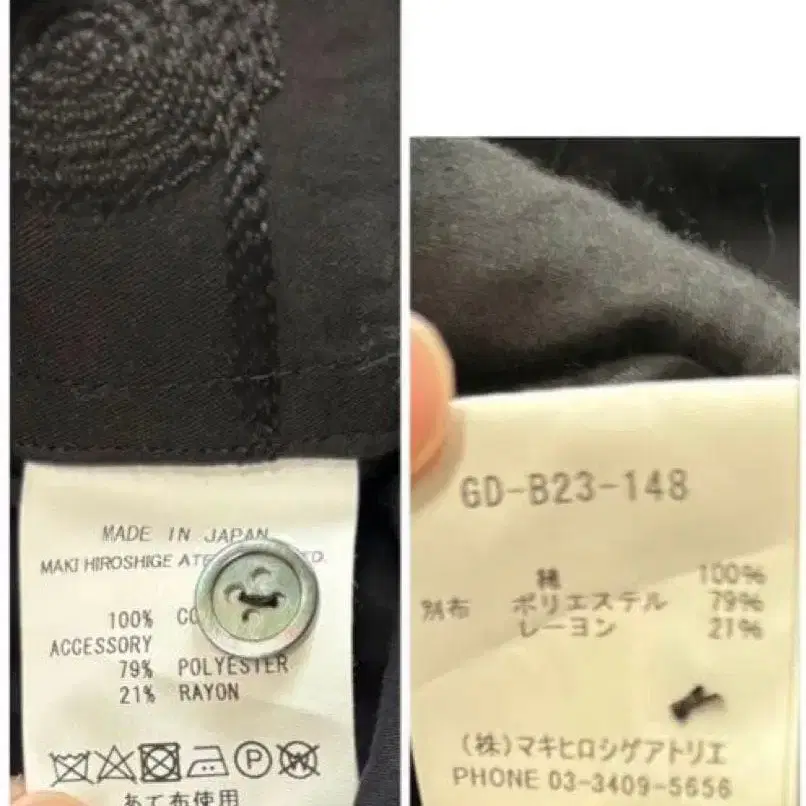 MADE IN JAPAN
MAKI HIROSHIGE
100%
ACCESSORY
79% POLYESTER
21% RAYON
P W
あて布使用
GD-B23-148
綿 100%
別布 ポリエステル 79%
レーヨン 21%
(株)マキヒロシゲアトリエ
PHONE 03-3409-5656